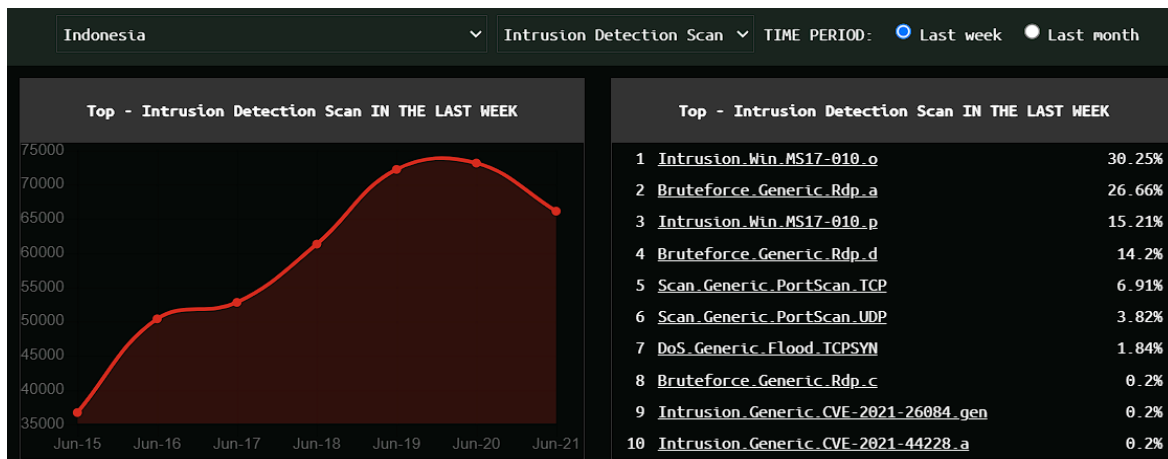 Indonesia Intrusion Detection Scan TIME PERIOD: Last week Last month
Top - Intrusion Detection Scan IN THE LAST WEEK
75000
70000
65000
60000
55000
50000
45000
40000
35000
Jun-15 Jun-16 Jun-17 Jun-18 Jun-19 Jun-20 Jun-21
Top - Intrusion Detection Scan IN THE LAST WEEK
1 Intrusion.Win.MS17-010.o 30.25%
2 Bruteforce.Generic.Rdp.a 26.66%
3 Intrusion.Win.MS17-010.p 15.21%
4 Bruteforce.Generic.Rdp.d 14.2%
5 Scan.Generic.PortScan.TCP 6.91%
6 Scan.Generic.PortScan.UDP 3.82%
7 DoS.Generic.Flood.TCPSYN 1.84%
8 Bruteforce.Generic.Rdp.c 0.2%
9 Intrusion.Generic.CVE-2021-26084.gen 0.2%
10 Intrusion.Generic.CVE-2021-44228.a 0.2%